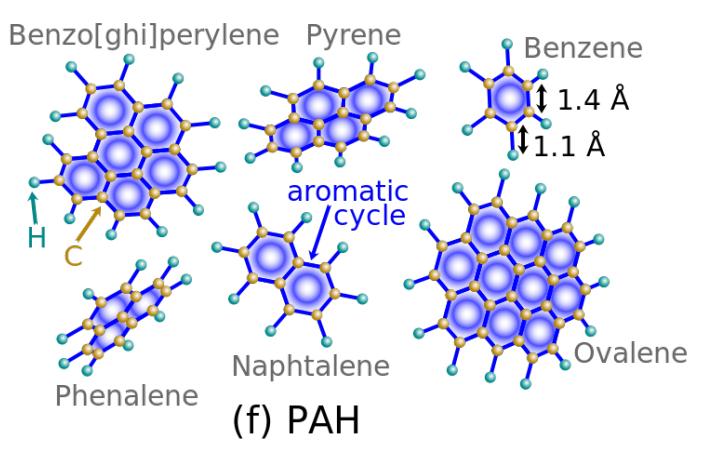 Benzo[ghi]perylene
Pyrene
Benzene
1.4 Å
1.1 Å
aromatic
cycle
H
C
Naphtalene
Ovalene
Phenalene
(f) PAH